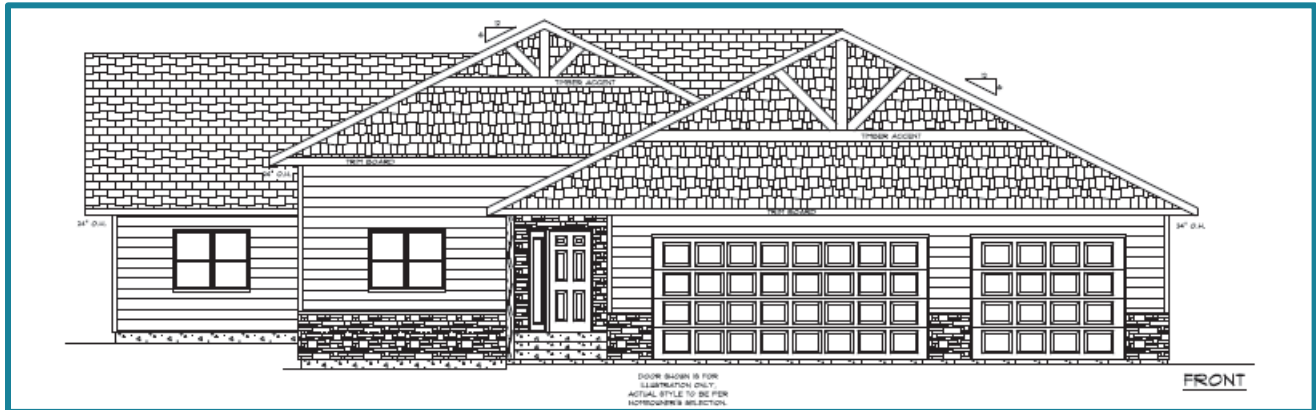 12
6
TIMBER ACCENT
12
6
TIMBER ACCENT
TRIM BOARD
24" O.H.
TRIM BOARD
24" O.H.
24" O.H.
DOOR SHOWN IS FOR
ILLUSTRATION ONLY,
ACTUAL STYLE TO BE PER
HOMEOWNER'S SELECTION.
FRONT